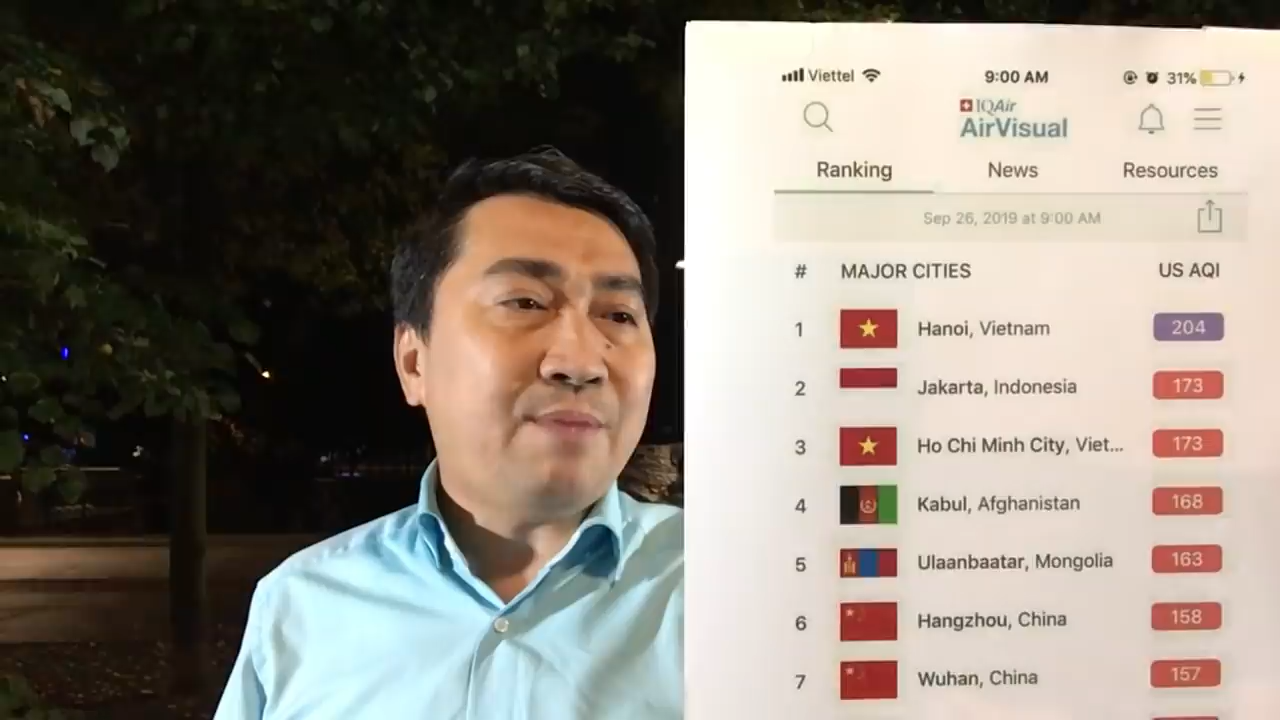 Viettel 9:00 AM 31%
IQAir
AirVisual
Ranking News Resources
Sep 26, 2019 at 9:00 AM
# MAJOR CITIES US AQI
1 Hanoi, Vietnam 204
2 Jakarta, Indonesia 173
3 Ho Chi Minh City, Viet... 173
4 Kabul, Afghanistan 168
5 Ulaanbaatar, Mongolia 163
6 Hangzhou, China 158
7 Wuhan, China 157